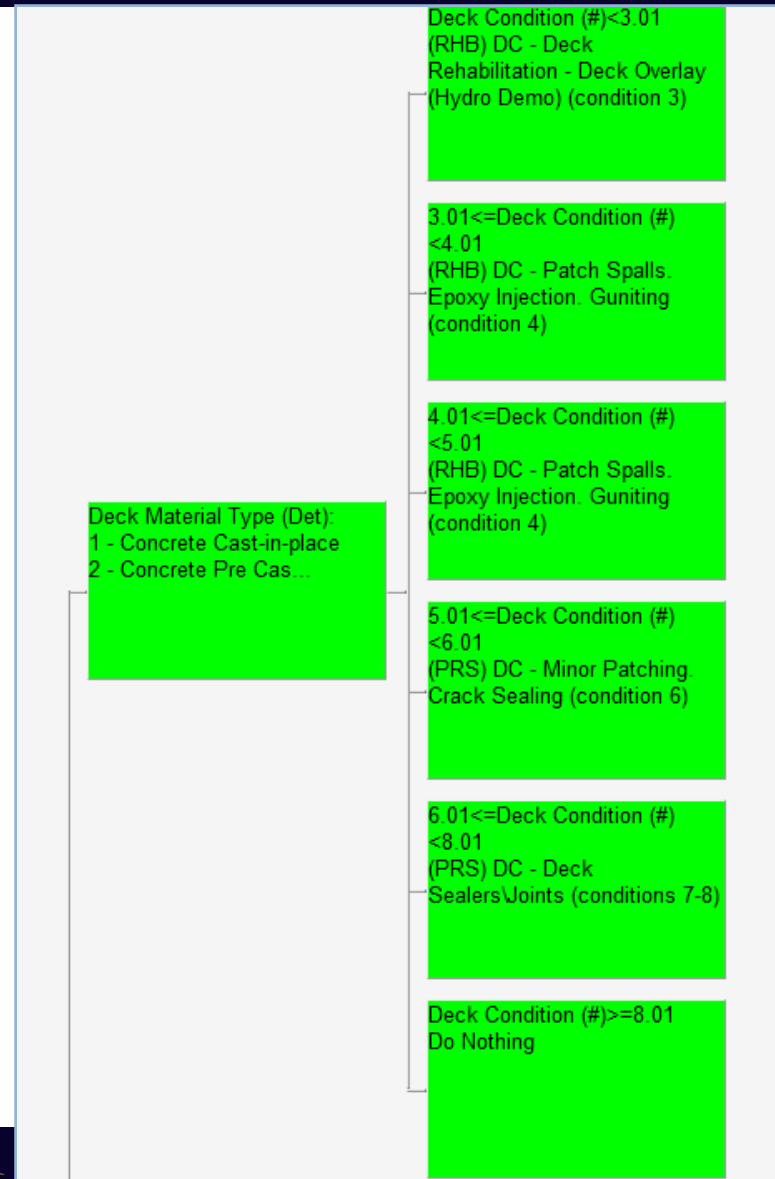 Deck Condition (#)<3.01
(RHB) DC - Deck
Rehabilitation - Deck Overlay
(Hydro Demo) (condition 3)
3.01<=Deck Condition (#)
<4.01
(RHB) DC - Patch Spalls.
Epoxy Injection. Guniting
(condition 4)
4.01<=Deck Condition (#)
<5.01
(RHB) DC - Patch Spalls.
Epoxy Injection. Guniting
(condition 4)
Deck Material Type (Det):
1 - Concrete Cast-in-place
2 - Concrete Pre Cas...
5.01<=Deck Condition (#)
<6.01
(PRS) DC - Minor Patching.
Crack Sealing (condition 6)
6.01<=Deck Condition (#)
<8.01
(PRS) DC - Deck
Sealers\Joints (conditions 7-8)
Deck Condition (#)>=8.01
Do Nothing